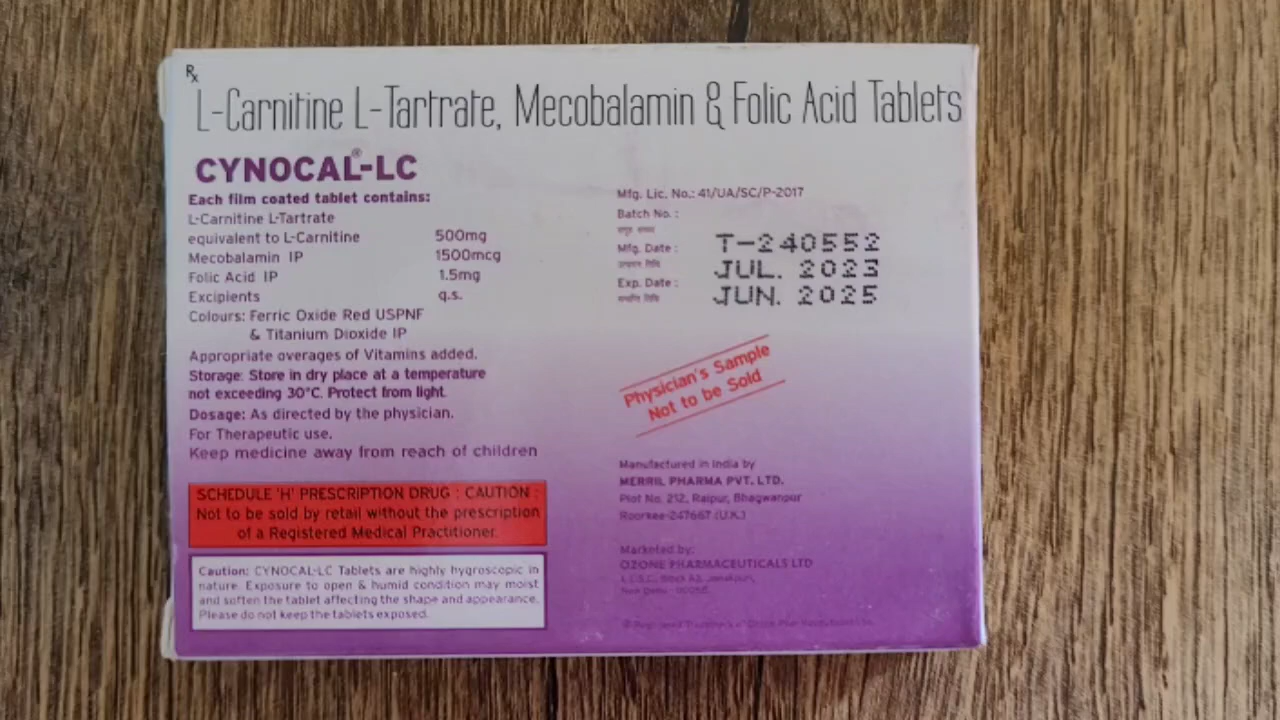 Rx
L-Carnitine L-Tartrate, Mecobalamin & Folic Acid Tablets
CYNOCAL®-LC
Each film coated tablet contains:
L-Carnitine L-Tartrate
equivalent to L-Carnitine 500mg
Mecobalamin IP 1500mcg
Folic Acid IP 1.5mg
Excipients q.s.
Colours: Ferric Oxide Red USPNF
& Titanium Dioxide IP
Appropriate overages of Vitamins added.
Storage: Store in dry place at a temperature
not exceeding 30°C. Protect from light.
Dosage: As directed by the physician.
For Therapeutic use.
Keep medicine away from reach of children
SCHEDULE 'H' PRESCRIPTION DRUG : CAUTION :
Not to be sold by retail without the prescription
of a Registered Medical Practitioner.
Caution: CYNOCAL-LC Tablets are highly hygroscopic in
nature. Exposure to open & humid condition may moist
and soften the tablet affecting the shape and appearance.
Please do not keep the tablets exposed.
Mfg. Lic. No.: 41/UA/SC/P-2017
Batch No. :
T-240552
Mfg. Date :
JUL. 2023
Exp. Date :
JUN. 2025
Physician's Sample
Not to be Sold
Manufactured in India by
MERRIL PHARMA PVT. LTD.
Plot No. 212, Raipur, Bhagwanpur
Roorkee-247667 (U.K.)
Marketed by:
OZONE PHARMACEUTICALS LTD